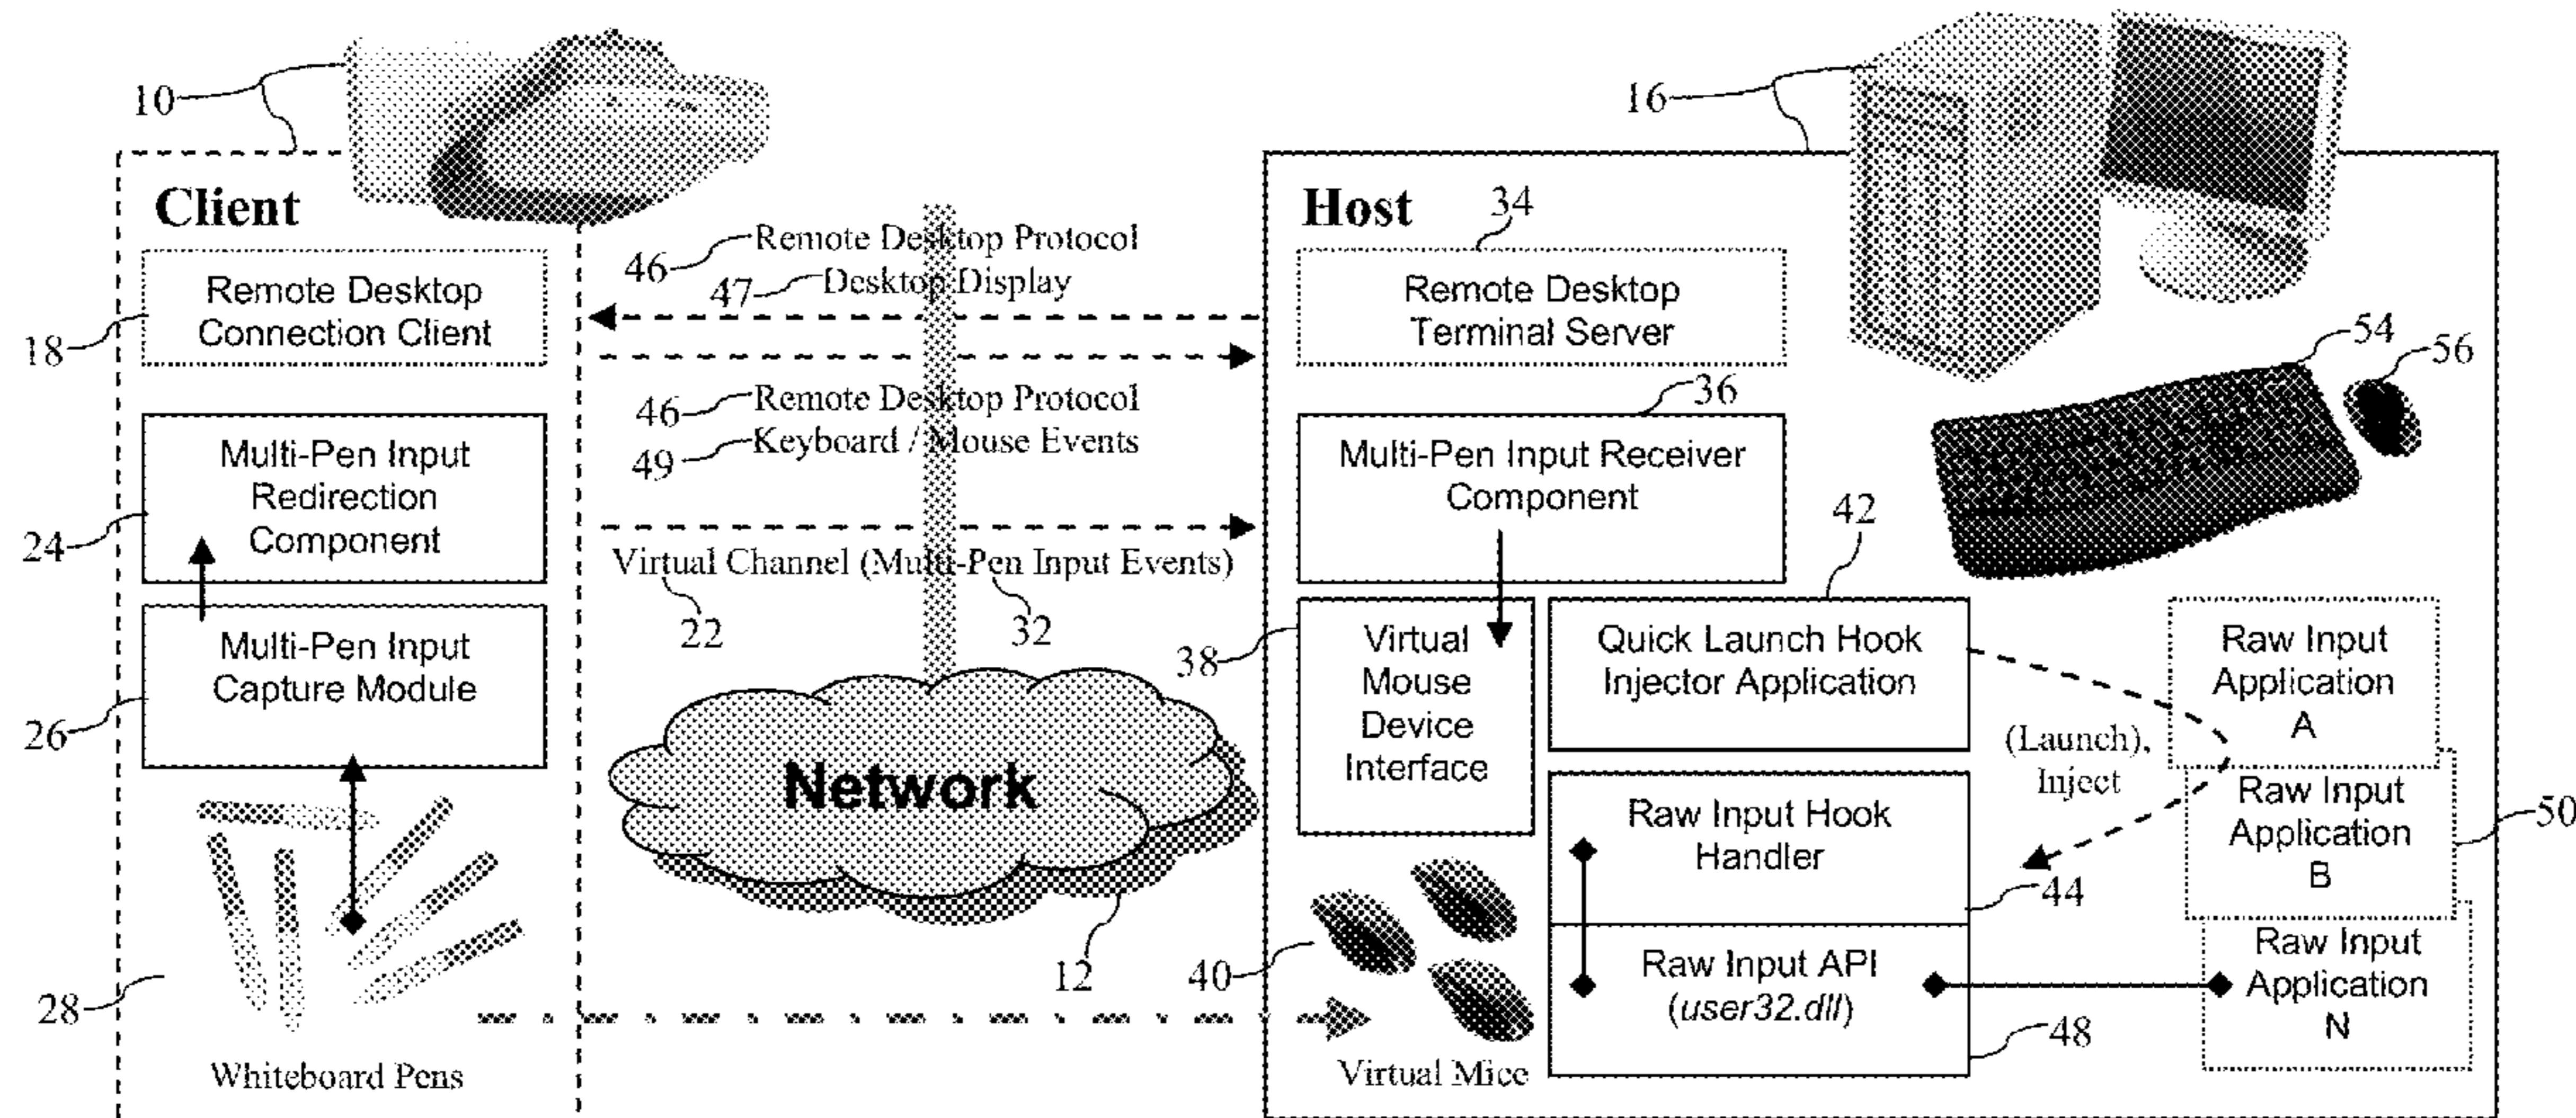 10
Client
Remote Desktop
Connection Client
18
Multi-Pen Input
Redirection
Component
24
Multi-Pen Input
Capture Module
26
28
Whiteboard Pens
46
Remote Desktop Protocol
47
Desktop Display
46
Remote Desktop Protocol
49
Keyboard / Mouse Events
Virtual Channel (Multi-Pen Input Events)
22
32
Network
12
16
Host
34
Remote Desktop
Terminal Server
36
Multi-Pen Input Receiver
Component
54
56
38
Virtual
Mouse
Device
Interface
42
Quick Launch Hook
Injector Application
(Launch),
Inject
Raw Input
Application
A
Raw Input
Application
B
50
Raw Input
Application
N
Raw Input Hook
Handler
44
Raw Input API
(user32.dll)
48
40
Virtual Mice